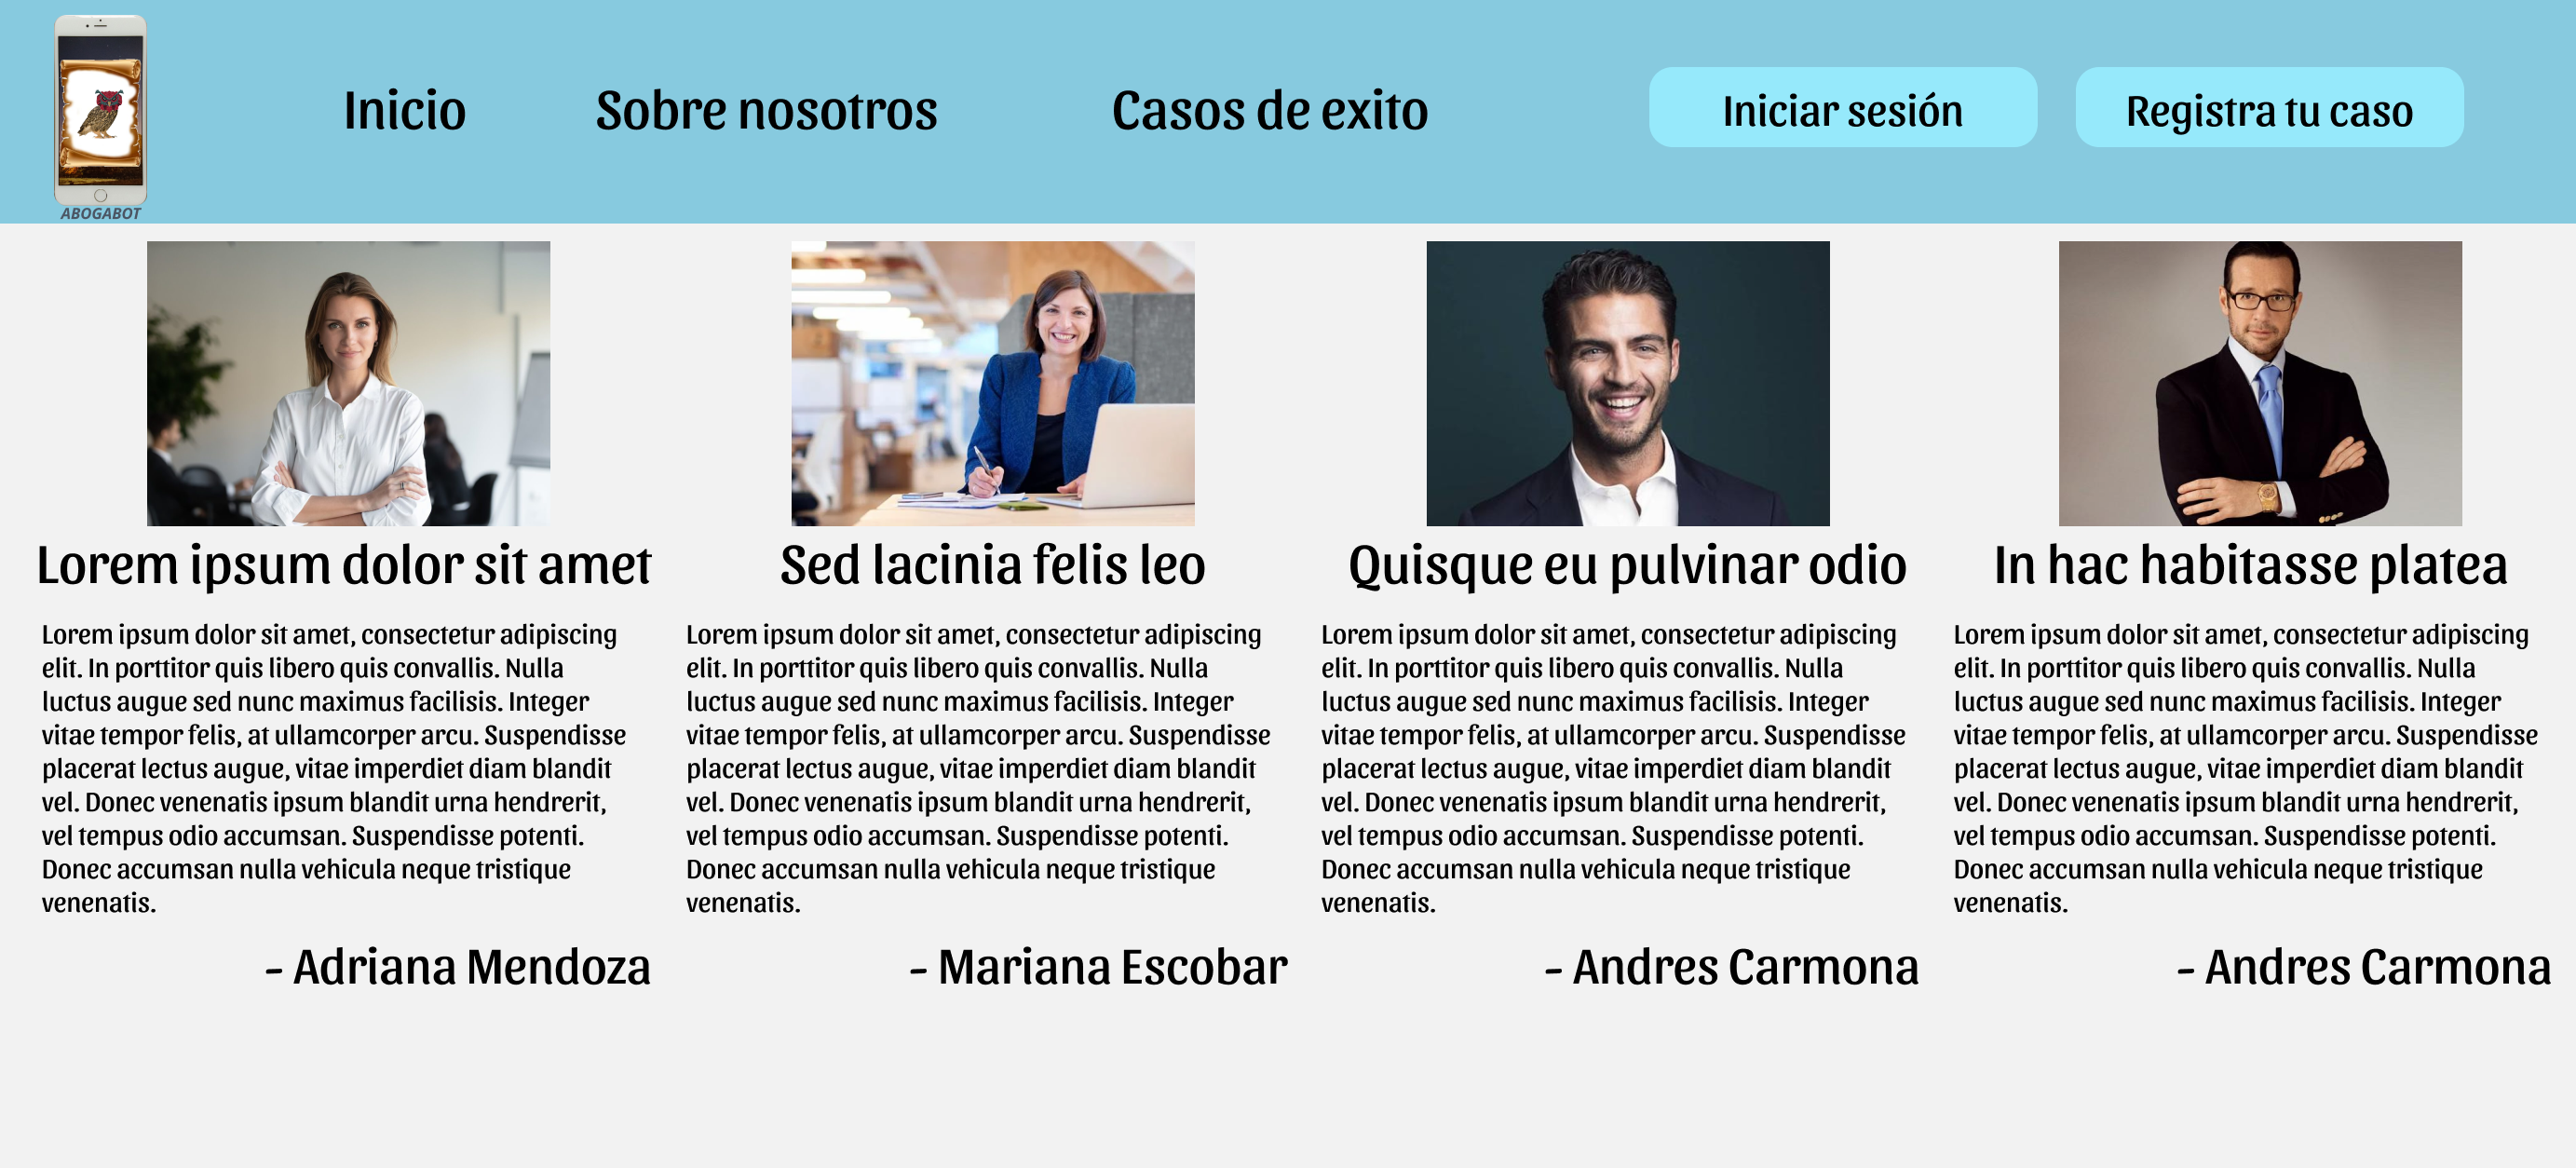 ABOGABOT
Inicio
Sobre nosotros
Casos de exito
Iniciar sesión
Registra tu caso
Lorem ipsum dolor sit amet
Lorem ipsum dolor sit amet, consectetur adipiscing
elit. In porttitor quis libero quis convallis. Nulla
luctus augue sed nunc maximus facilisis. Integer
vitae tempor felis, at ullamcorper arcu. Suspendisse
placerat lectus augue, vitae imperdiet diam blandit
vel. Donec venenatis ipsum blandit urna hendrerit,
vel tempus odio accumsan. Suspendisse potenti.
Donec accumsan nulla vehicula neque tristique
venenatis.
- Adriana Mendoza
Sed lacinia felis leo
Lorem ipsum dolor sit amet, consectetur adipiscing
elit. In porttitor quis libero quis convallis. Nulla
luctus augue sed nunc maximus facilisis. Integer
vitae tempor felis, at ullamcorper arcu. Suspendisse
placerat lectus augue, vitae imperdiet diam blandit
vel. Donec venenatis ipsum blandit urna hendrerit,
vel tempus odio accumsan. Suspendisse potenti.
Donec accumsan nulla vehicula neque tristique
venenatis.
- Mariana Escobar
Quisque eu pulvinar odio
Lorem ipsum dolor sit amet, consectetur adipiscing
elit. In porttitor quis libero quis convallis. Nulla
luctus augue sed nunc maximus facilisis. Integer
vitae tempor felis, at ullamcorper arcu. Suspendisse
placerat lectus augue, vitae imperdiet diam blandit
vel. Donec venenatis ipsum blandit urna hendrerit,
vel tempus odio accumsan. Suspendisse potenti.
Donec accumsan nulla vehicula neque tristique
venenatis.
- Andres Carmona
In hac habitasse platea
Lorem ipsum dolor sit amet, consectetur adipiscing
elit. In porttitor quis libero quis convallis. Nulla
luctus augue sed nunc maximus facilisis. Integer
vitae tempor felis, at ullamcorper arcu. Suspendisse
placerat lectus augue, vitae imperdiet diam blandit
vel. Donec venenatis ipsum blandit urna hendrerit,
vel tempus odio accumsan. Suspendisse potenti.
Donec accumsan nulla vehicula neque tristique
venenatis.
- Andres Carmona